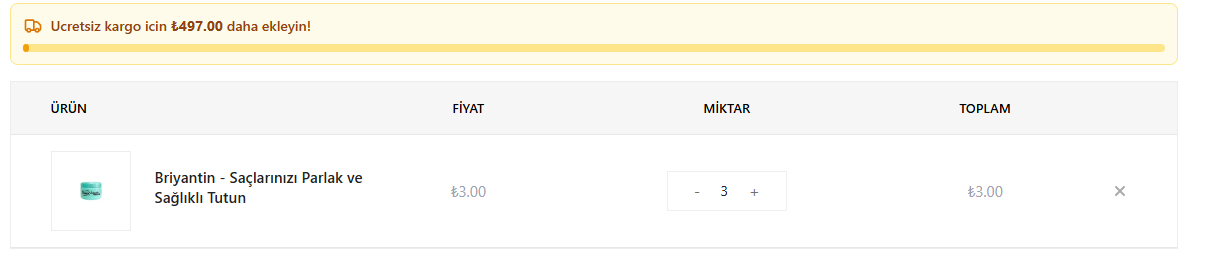 Ucretsiz kargo icin ₺497.00 daha ekleyin!
ÜRÜN FİYAT MİKTAR TOPLAM
Briyantin - Saçlarınızı Parlak ve
Sağlıklı Tutun
₺3.00 - 3 + ₺3.00 ×